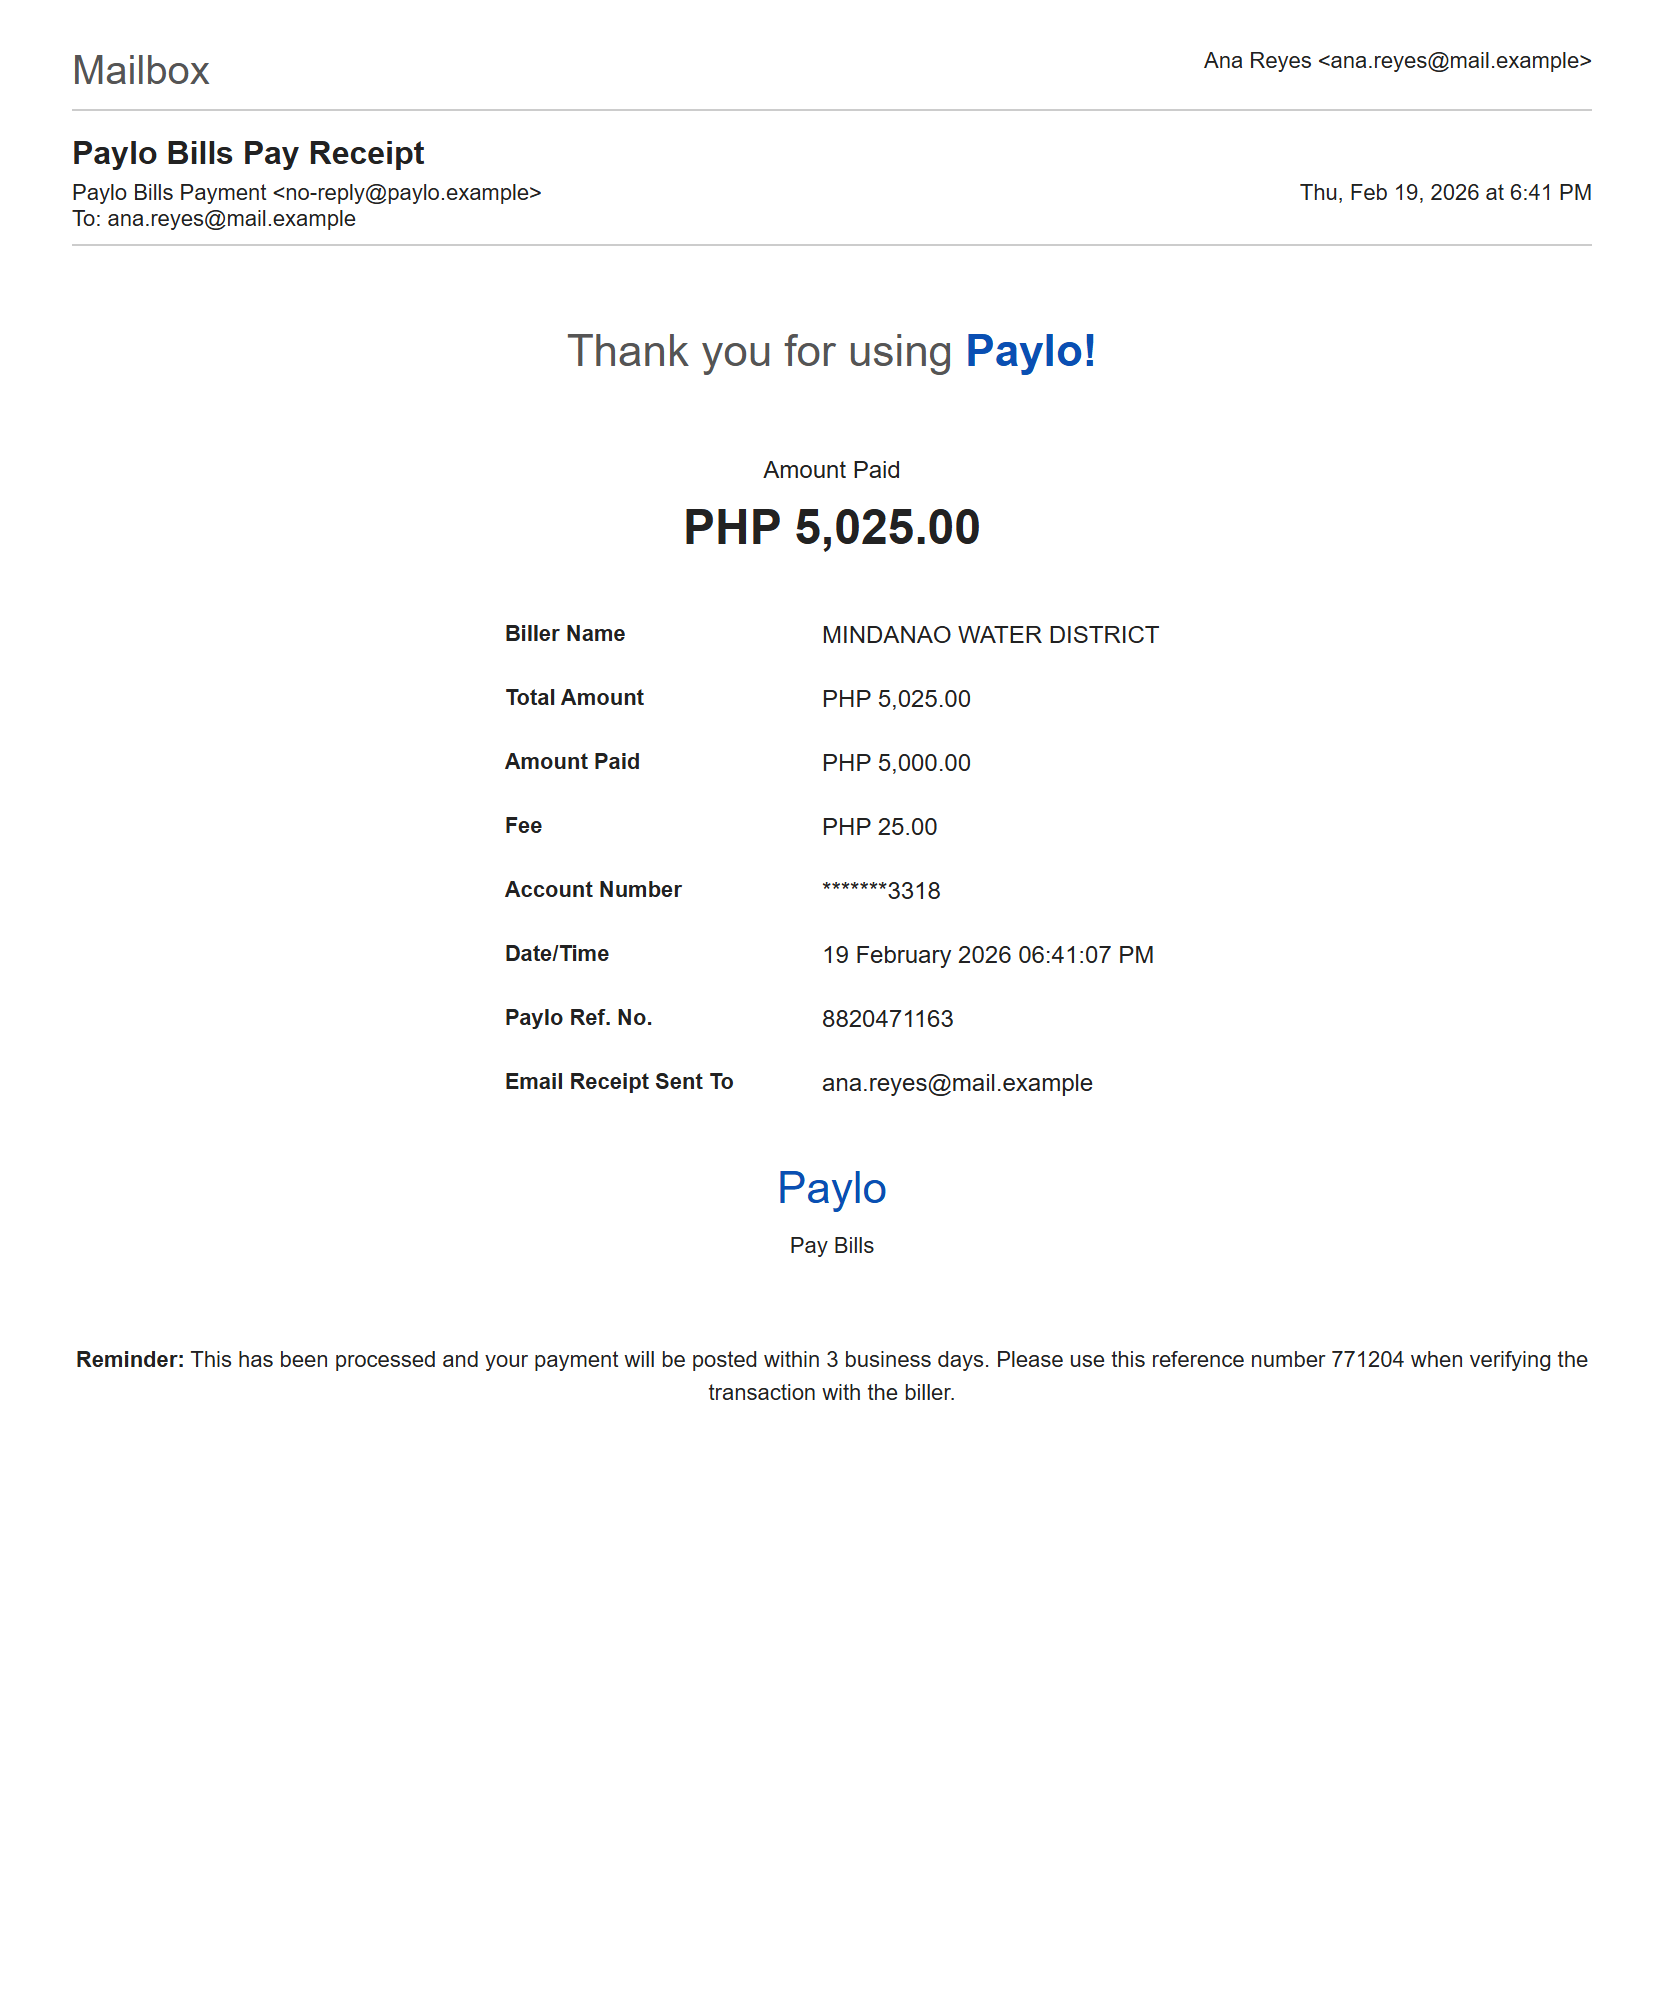 Mailbox
Ana Reyes <ana.reyes@mail.example>
Paylo Bills Pay Receipt
Paylo Bills Payment <no-reply@paylo.example>
Thu, Feb 19, 2026 at 6:41 PM
To: ana.reyes@mail.example
Thank you for using Paylo!
Amount Paid
PHP 5,025.00
Biller Name MINDANAO WATER DISTRICT
Total Amount PHP 5,025.00
Amount Paid PHP 5,000.00
Fee PHP 25.00
Account Number *******3318
Date/Time 19 February 2026 06:41:07 PM
Paylo Ref. No. 8820471163
Email Receipt Sent To ana.reyes@mail.example
Paylo
Pay Bills
Reminder: This has been processed and your payment will be posted within 3 business days. Please use this reference number 771204 when verifying the
transaction with the biller.